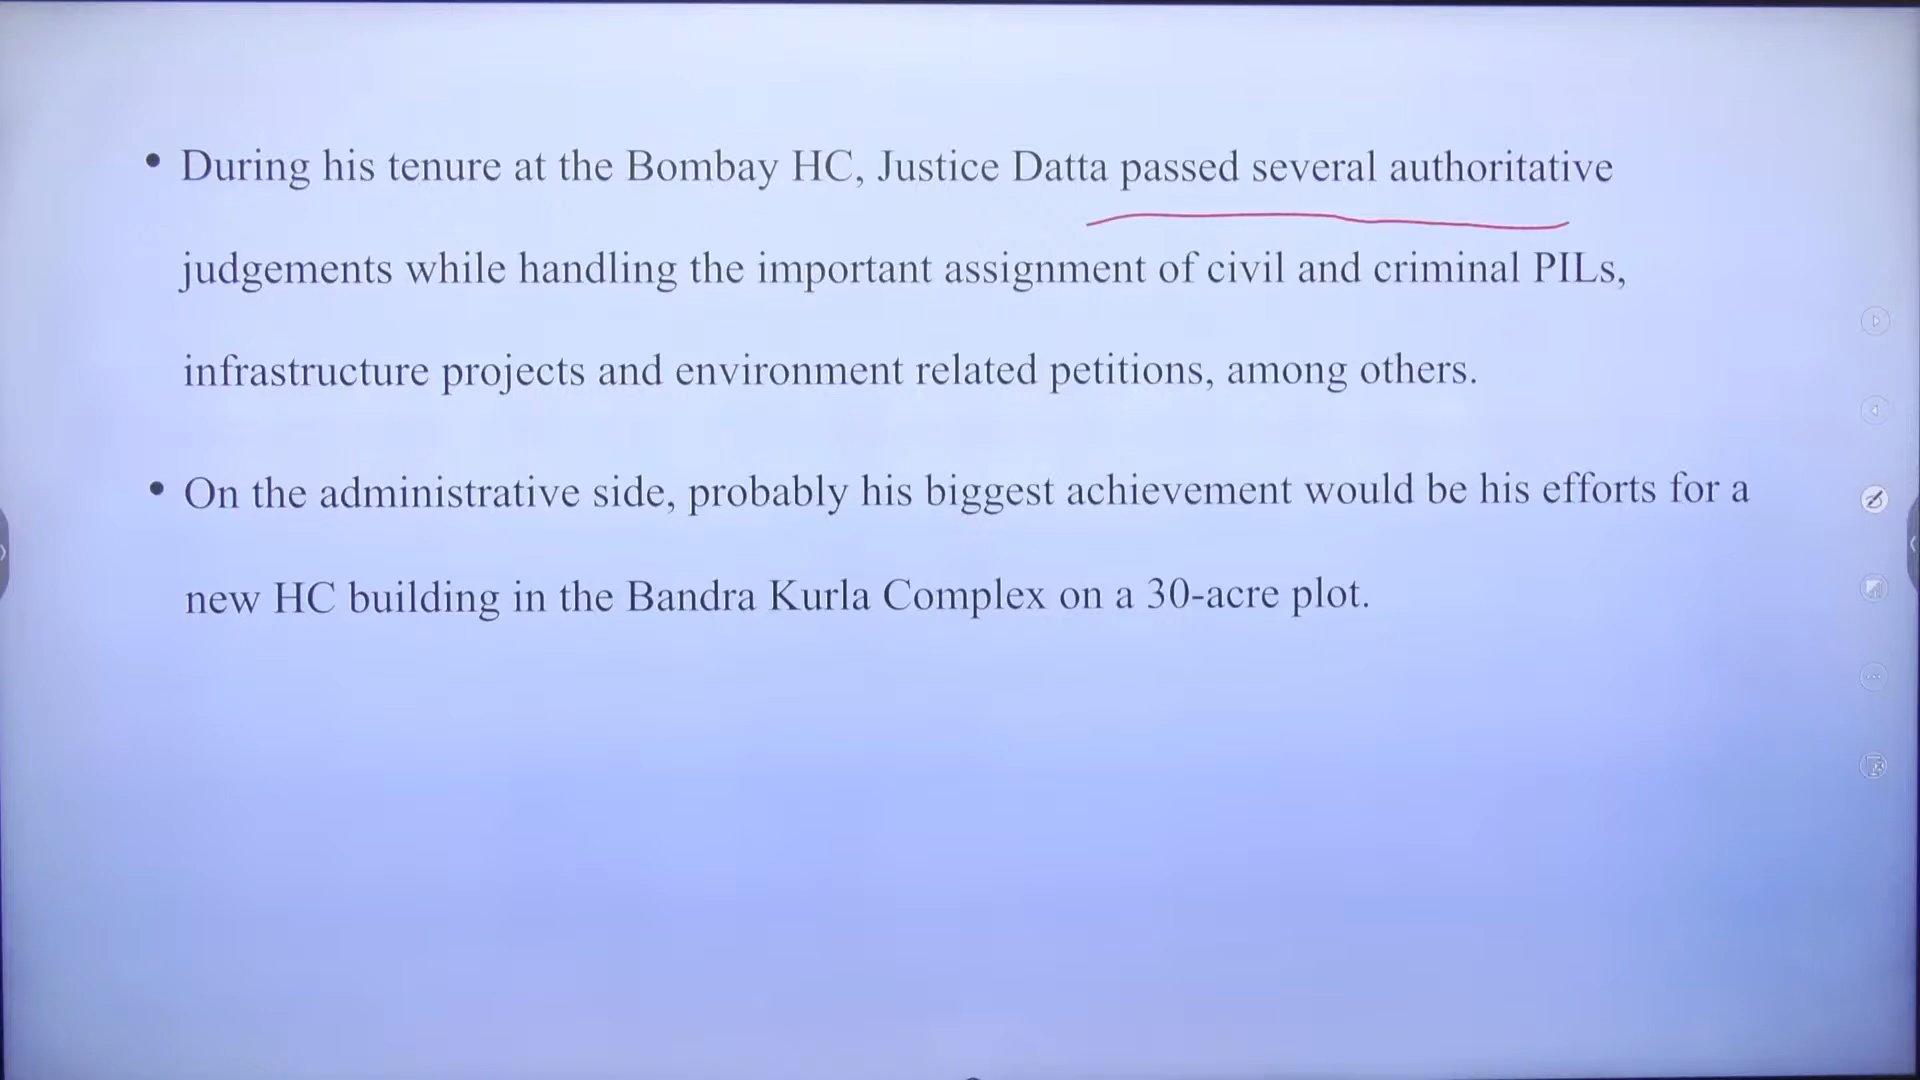 • During his tenure at the Bombay HC, Justice Datta passed several authoritative
judgements while handling the important assignment of civil and criminal PILs,
infrastructure projects and environment related petitions, among others.
• On the administrative side, probably his biggest achievement would be his efforts for a
new HC building in the Bandra Kurla Complex on a 30-acre plot.